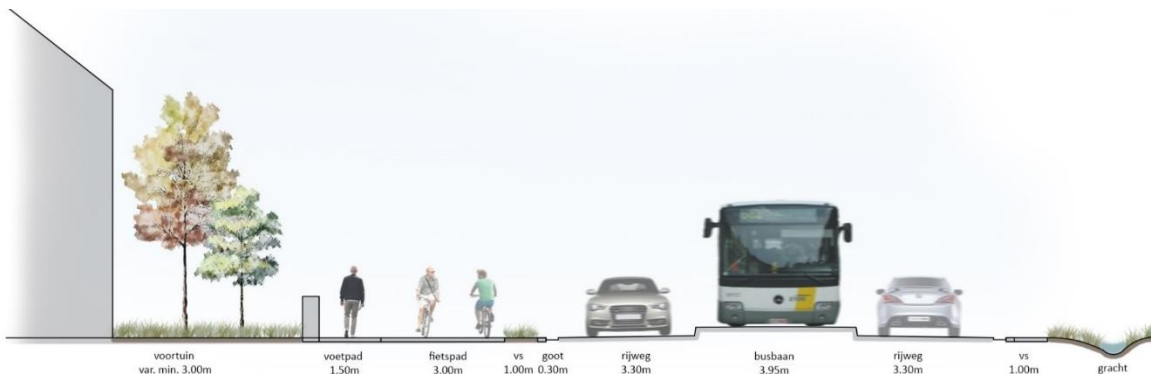 voortuin
var. min. 3.00m
voetpad
1.50m
fietspad
3.00m
vs
1.00m
goot
0.30m
rijweg
3.30m
busbaan
3.95m
rijweg
3.30m
vs
1.00m
gracht